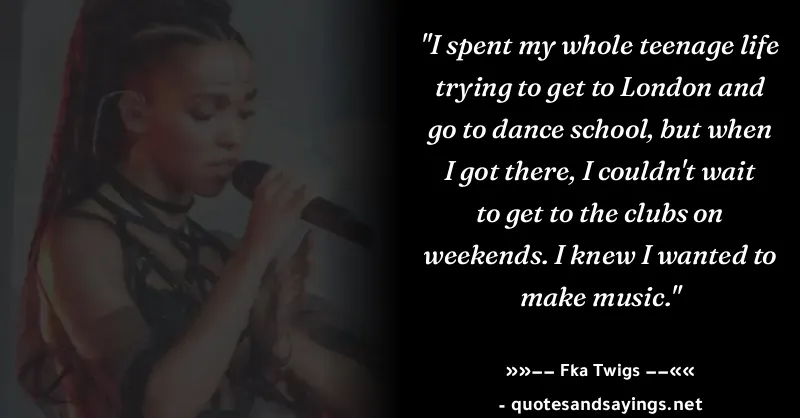 "I spent my whole teenage life
trying to get to London and
go to dance school, but when
I got there, I couldn't wait
to get to the clubs on
weekends. I knew I wanted to
make music."
»»–– Fka Twigs ––««
- quotesandsayings.net